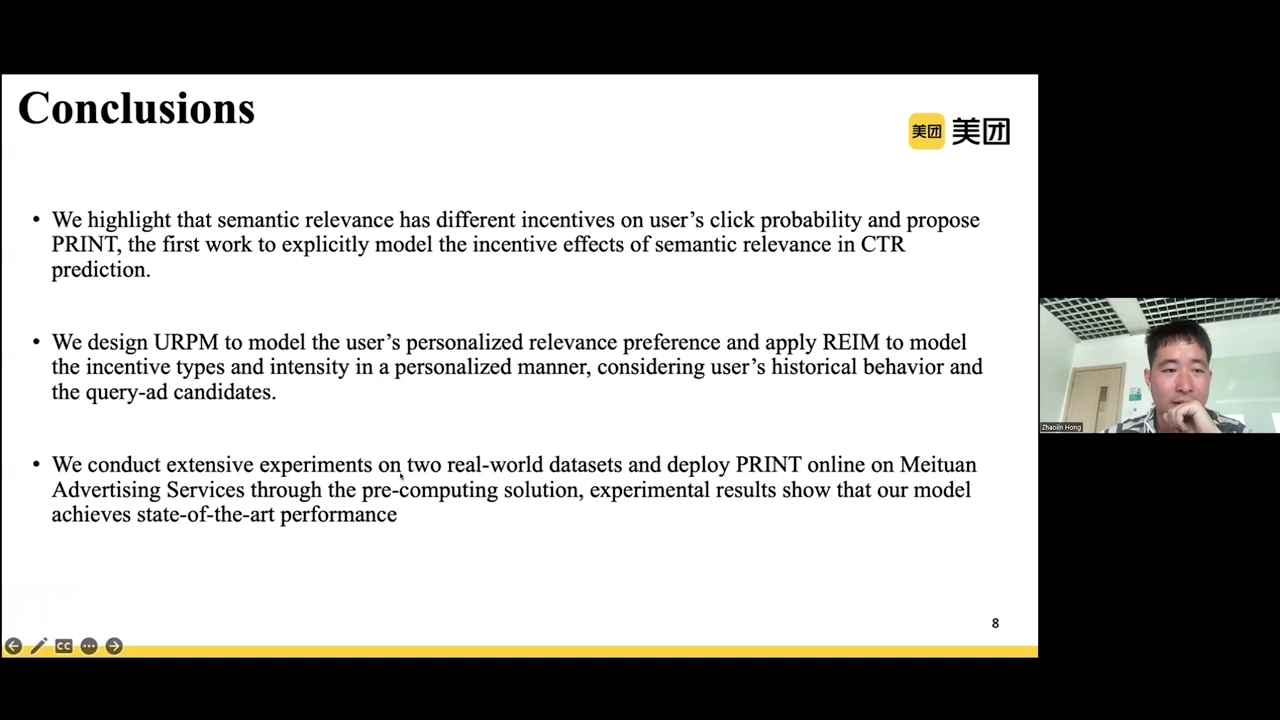 Conclusions
美团 美团
• We highlight that semantic relevance has different incentives on user’s click probability and propose
PRINT, the first work to explicitly model the incentive effects of semantic relevance in CTR
prediction.
• We design URPM to model the user’s personalized relevance preference and apply REIM to model
the incentive types and intensity in a personalized manner, considering user’s historical behavior and
the query-ad candidates.
• We conduct extensive experiments on two real-world datasets and deploy PRINT online on Meituan
Advertising Services through the pre-computing solution, experimental results show that our model
achieves state-of-the-art performance
8
CC
Zhaolin Hong